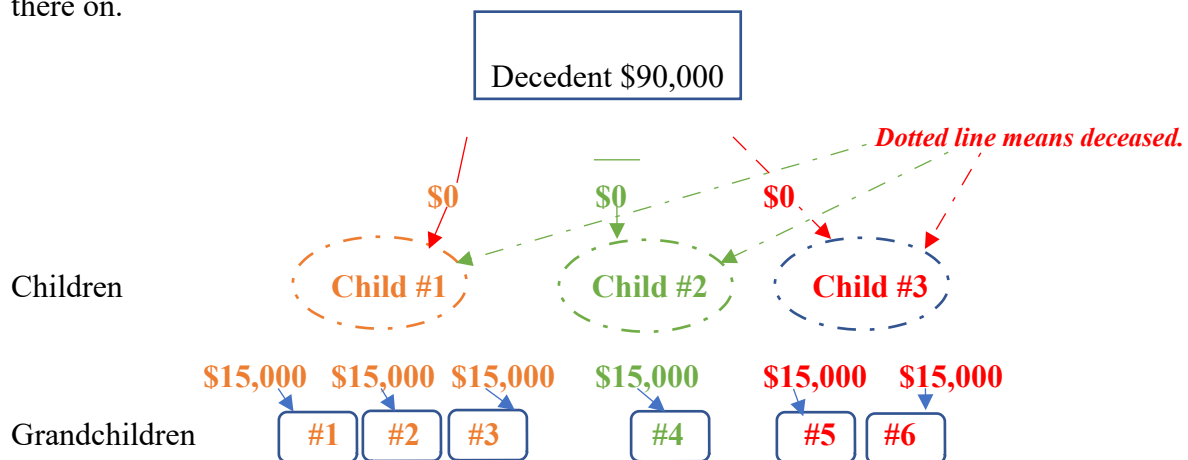 there on.
Decedent $90,000
Dotted line means deceased.
$0 $0 $0
Children Child #1 Child #2 Child #3
$15,000 $15,000 $15,000 $15,000 $15,000 $15,000
Grandchildren #1 #2 #3 #4 #5 #6